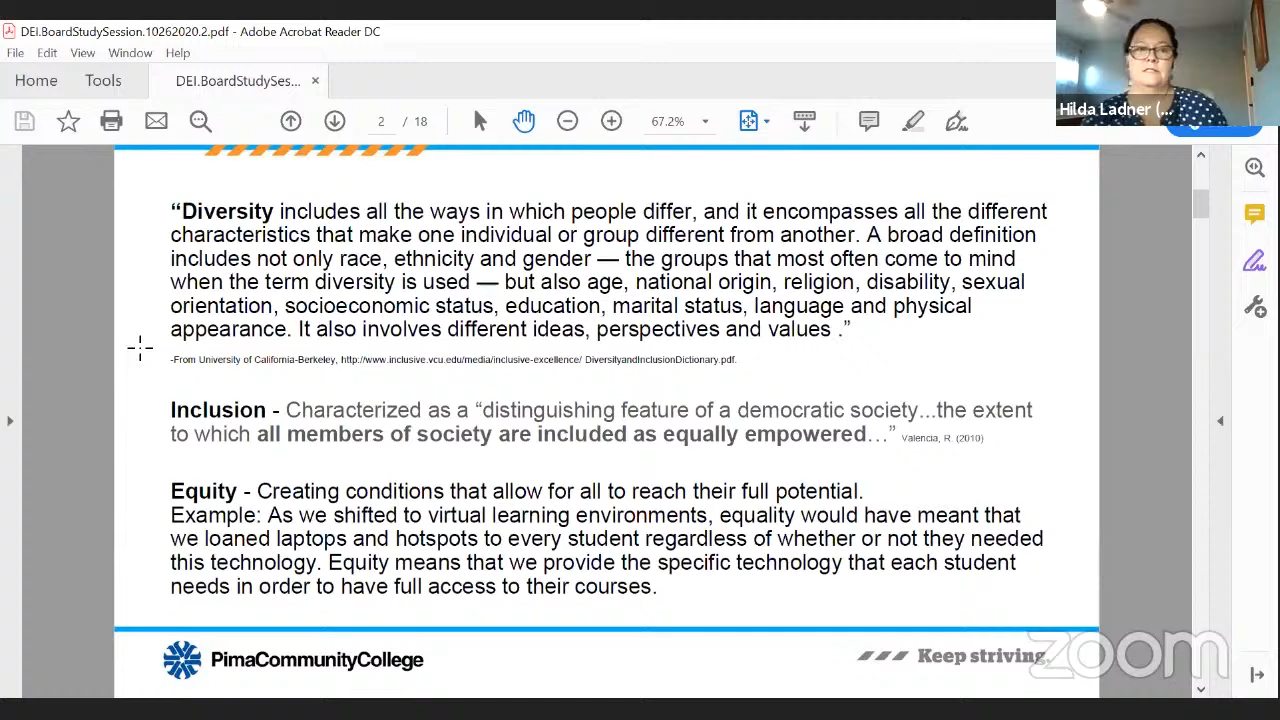 DEI.BoardStudySession.10262020.2.pdf - Adobe Acrobat Reader DC
File Edit View Window Help
Home Tools DEI.BoardStudySes... ×
2 / 18 67.2%
Hilda Ladner (...
“Diversity includes all the ways in which people differ, and it encompasses all the different
characteristics that make one individual or group different from another. A broad definition
includes not only race, ethnicity and gender — the groups that most often come to mind
when the term diversity is used — but also age, national origin, religion, disability, sexual
orientation, socioeconomic status, education, marital status, language and physical
appearance. It also involves different ideas, perspectives and values .”
-From University of California-Berkeley, http://www.inclusive.vcu.edu/media/inclusive-excellence/ DiversityandInclusionDictionary.pdf.
Inclusion - Characterized as a “distinguishing feature of a democratic society...the extent
to which all members of society are included as equally empowered…” Valencia, R. (2010)
Equity - Creating conditions that allow for all to reach their full potential.
Example: As we shifted to virtual learning environments, equality would have meant that
we loaned laptops and hotspots to every student regardless of whether or not they needed
this technology. Equity means that we provide the specific technology that each student
needs in order to have full access to their courses.
PimaCommunityCollege
Keep striving.
zoom